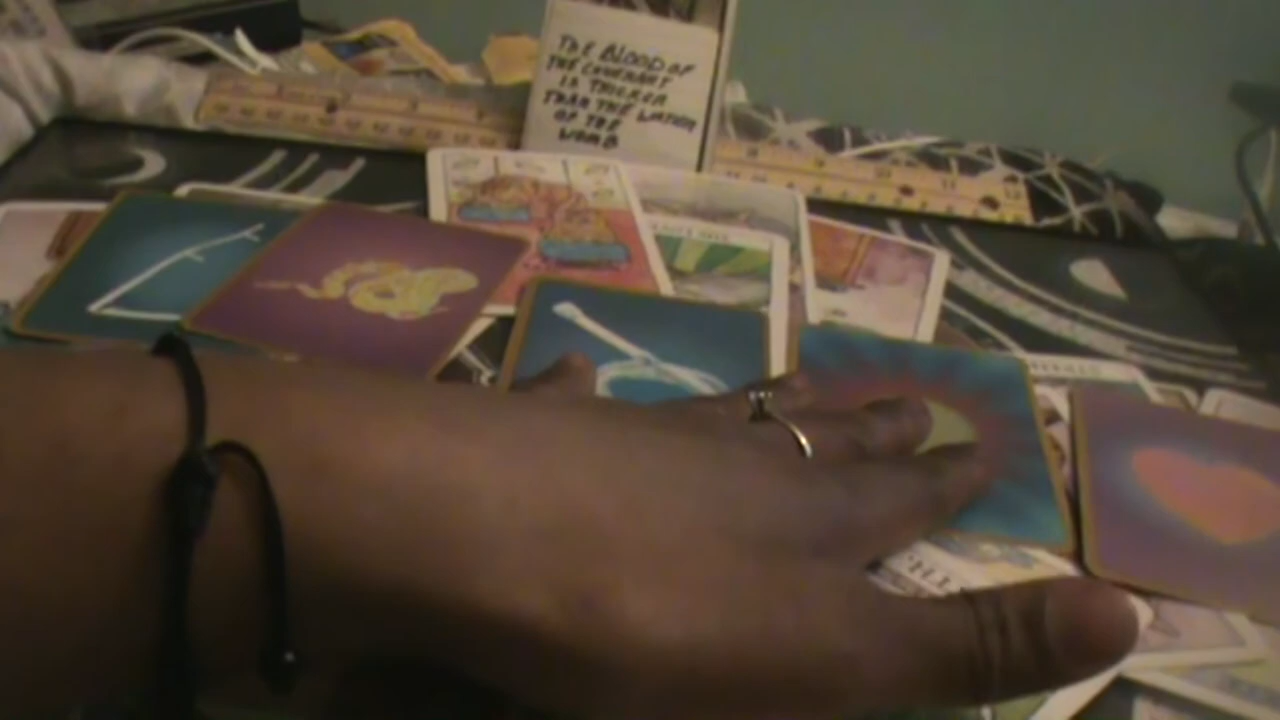 THE BLOOD OF
THE COVENANT
IS THICKER
THAN THE WATER
OF THE
WOMB